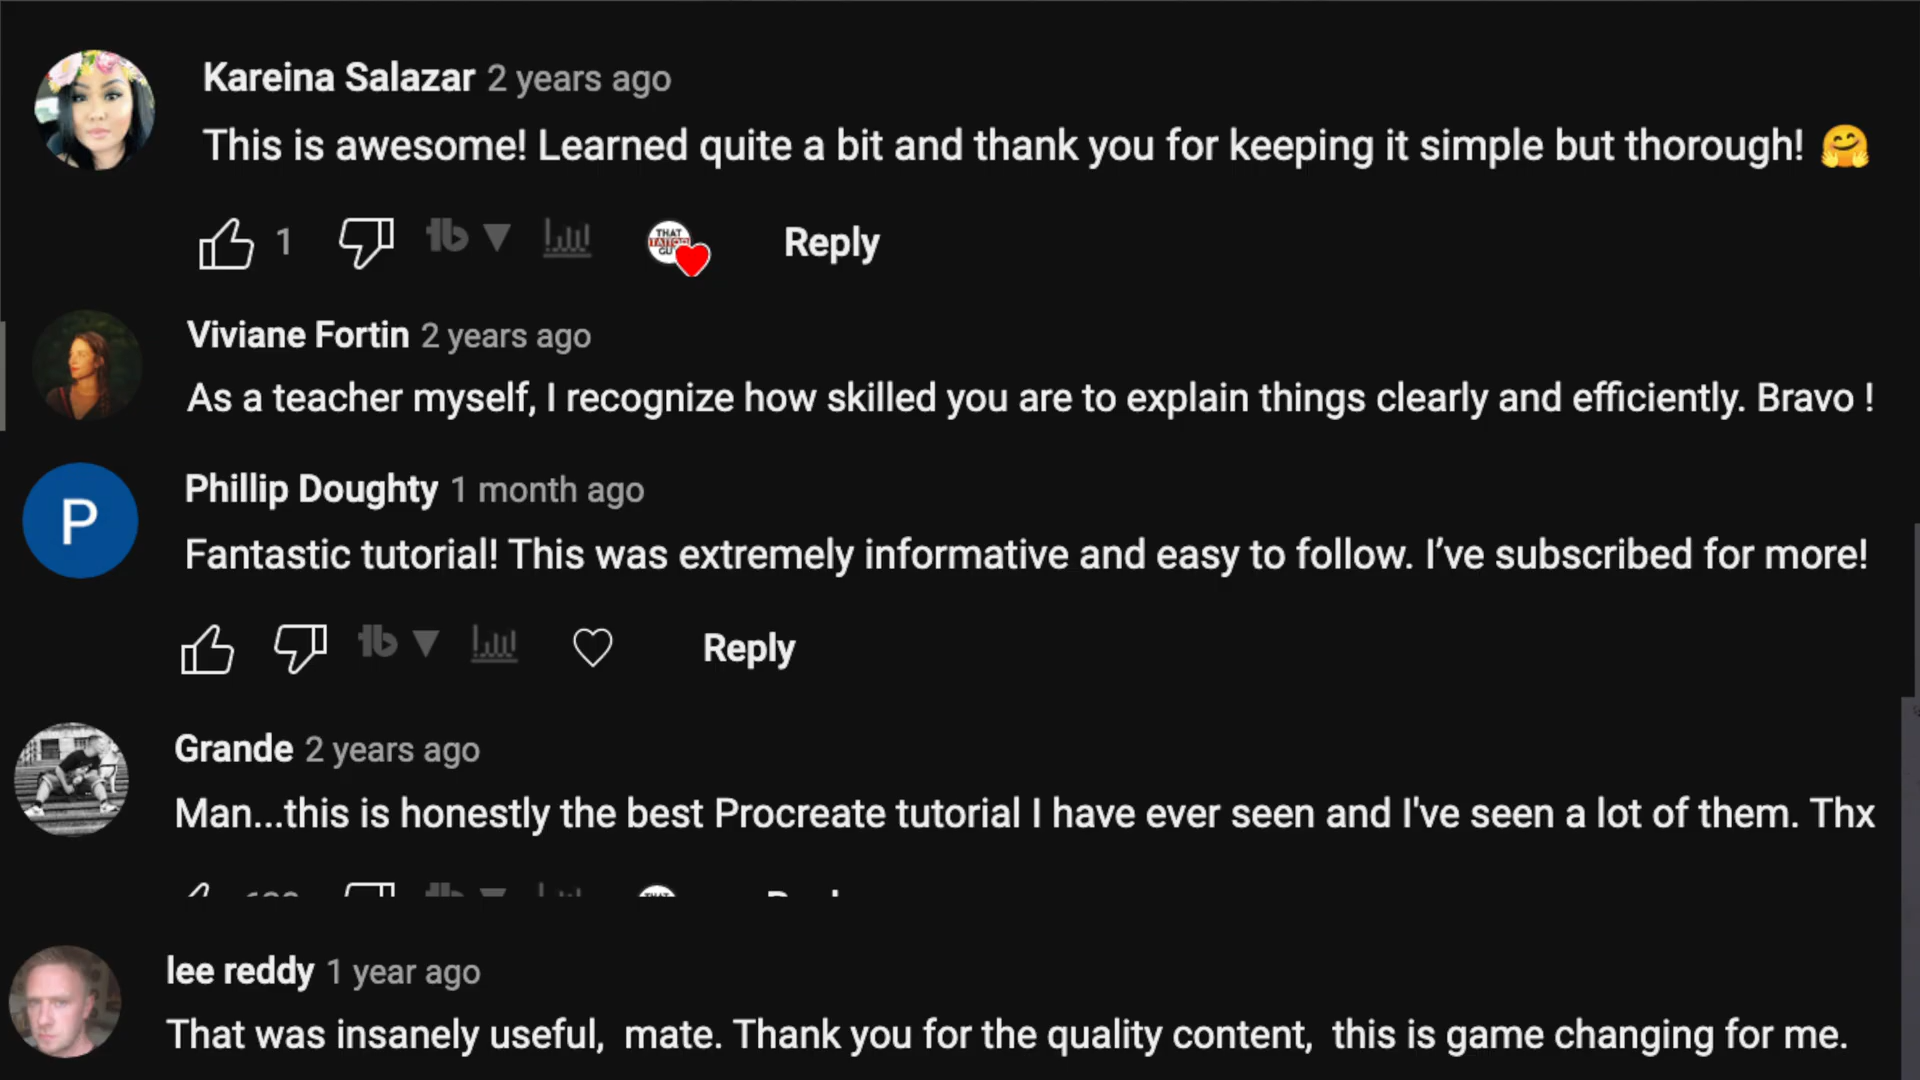 Kareina Salazar 2 years ago
This is awesome! Learned quite a bit and thank you for keeping it simple but thorough! 🤗
1
tb
THAT
TATTOO
GUY
Reply
Viviane Fortin 2 years ago
As a teacher myself, I recognize how skilled you are to explain things clearly and efficiently. Bravo !
P
Phillip Doughty 1 month ago
Fantastic tutorial! This was extremely informative and easy to follow. I’ve subscribed for more!
tb
Reply
Grande 2 years ago
Man...this is honestly the best Procreate tutorial I have ever seen and I've seen a lot of them. Thx
lee reddy 1 year ago
That was insanely useful,  mate. Thank you for the quality content,  this is game changing for me.